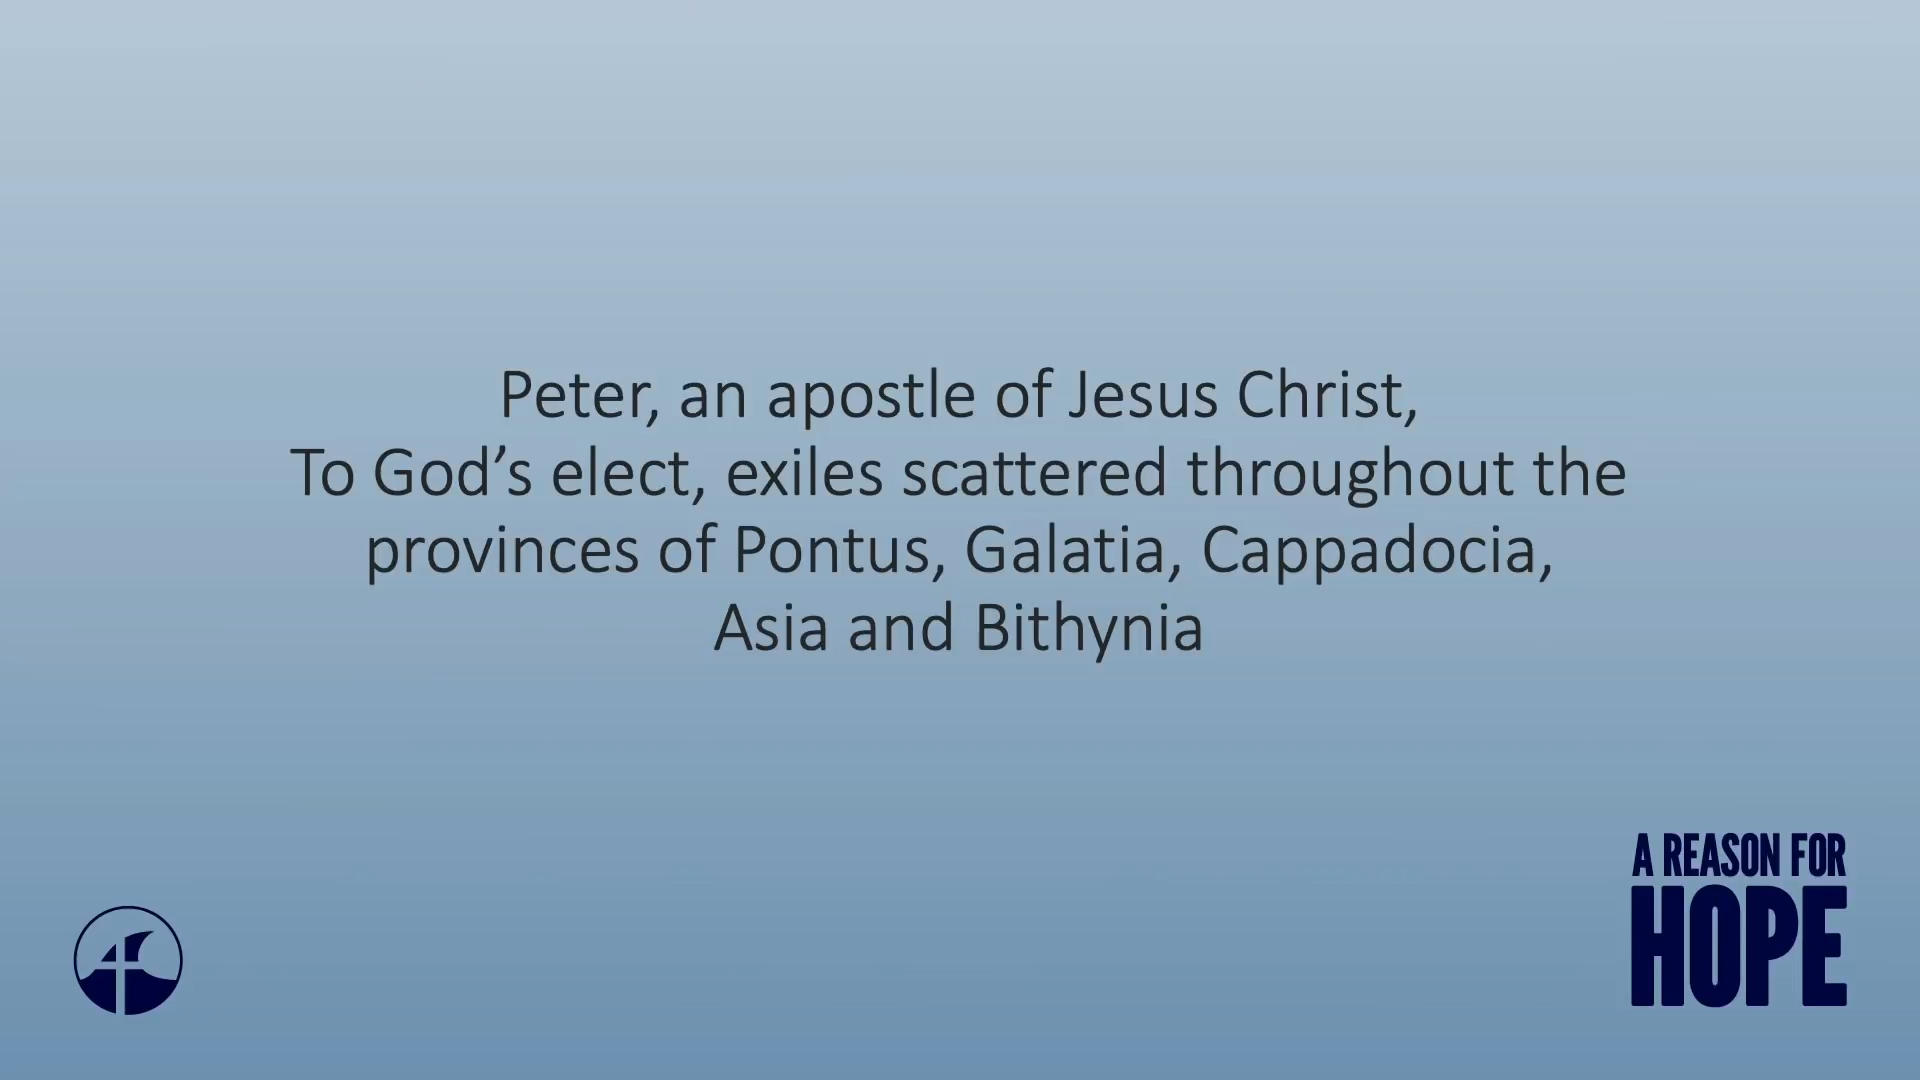 Peter, an apostle of Jesus Christ,
To God’s elect, exiles scattered throughout the
provinces of Pontus, Galatia, Cappadocia,
Asia and Bithynia
A REASON FOR
HOPE